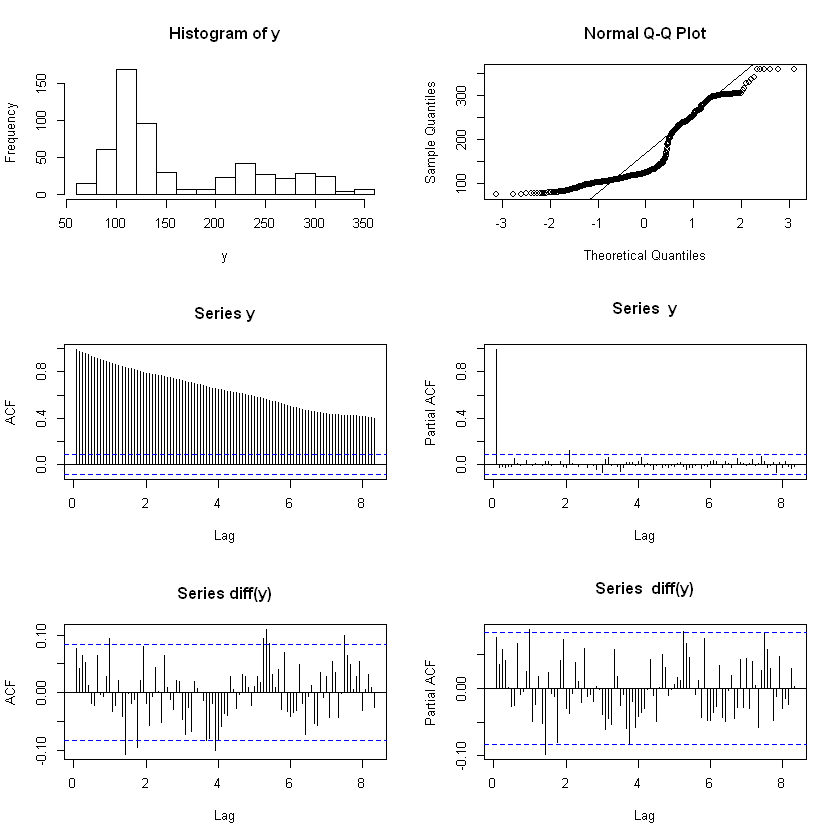 Histogram of y
Frequency
0 50 100 150
50 100 150 200 250 300 350
y
Normal Q-Q Plot
Sample Quantiles
100 200 300
-3 -2 -1 0 1 2 3
Theoretical Quantiles
Series y
ACF
0.0 0.4 0.8
0 2 4 6 8
Lag
Series y
Partial ACF
0.0 0.4 0.8
0 2 4 6 8
Lag
Series diff(y)
ACF
-0.10 0.00 0.10
0 2 4 6 8
Lag
Series diff(y)
Partial ACF
-0.10 0.00
0 2 4 6 8
Lag